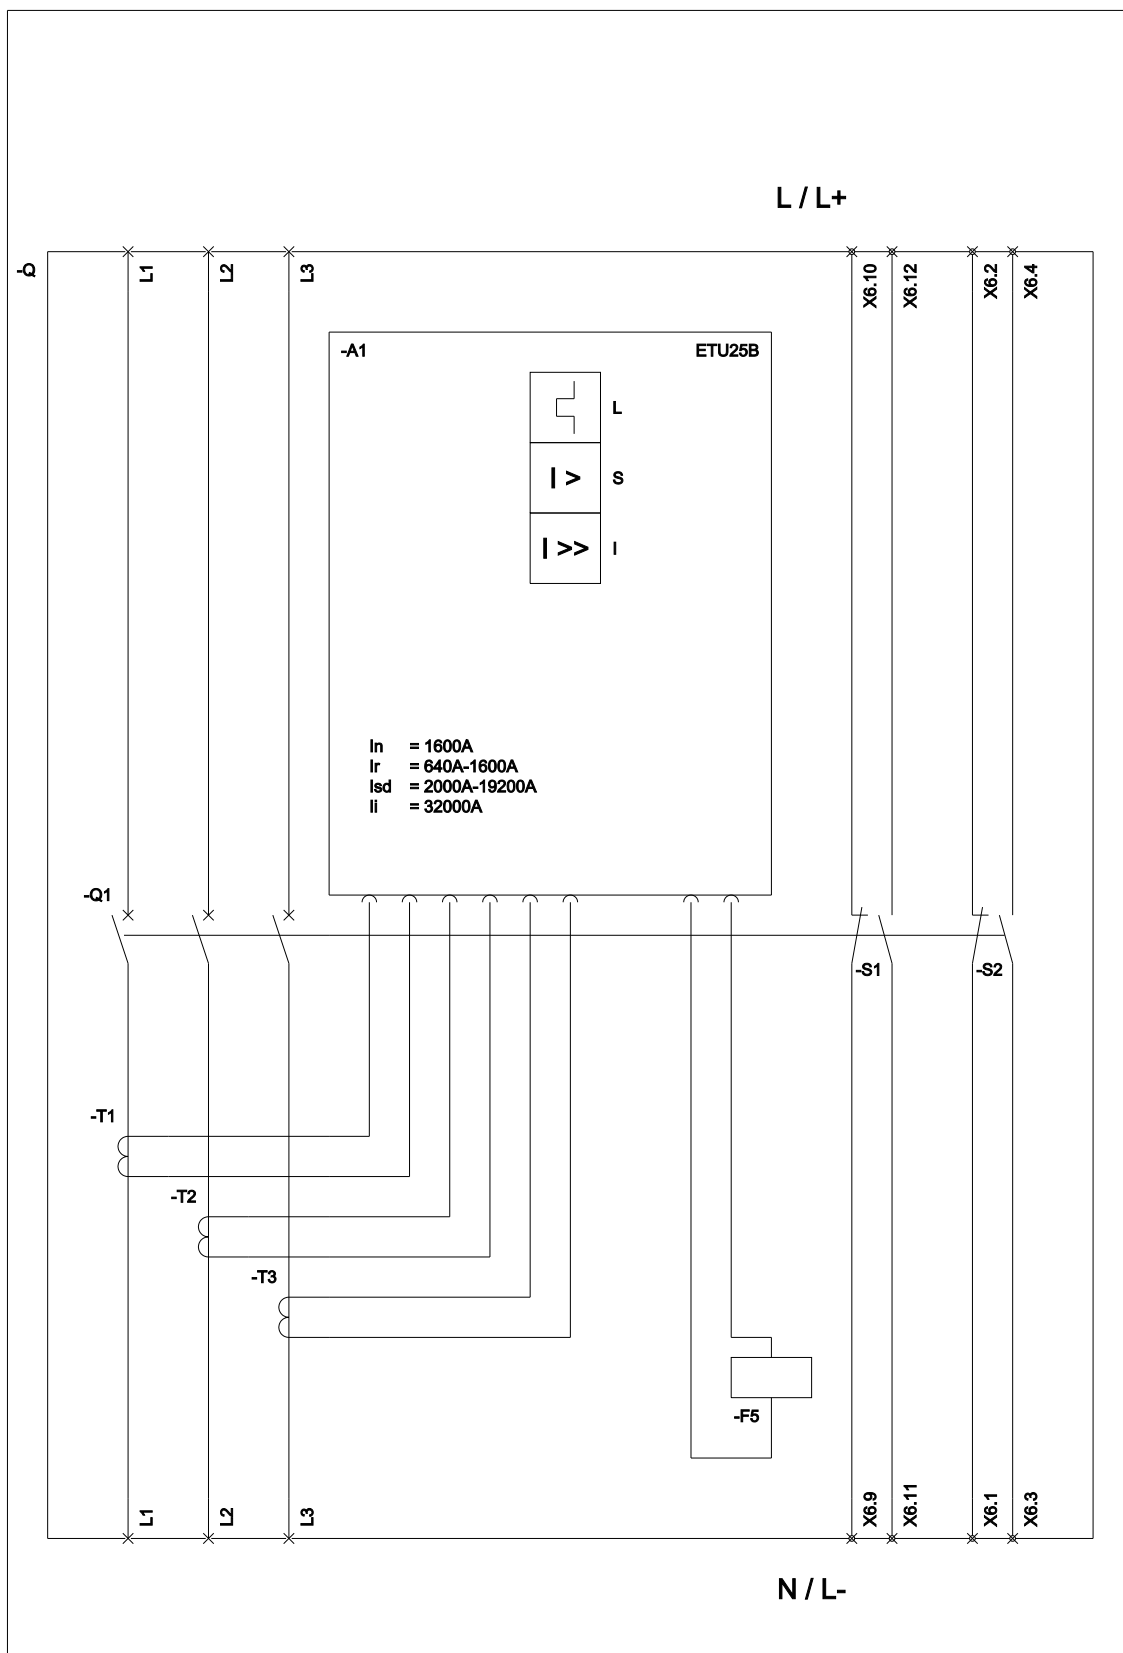 L / L+
-Q
L1
L2
L3
X6.10
X6.12
X6.2
X6.4
-A1 ETU25B
L
I > S
I >> I
In = 1600A
Ir = 640A-1600A
Isd = 2000A-19200A
Ii = 32000A
-Q1
-S1
-S2
-T1
-T2
-T3
-F5
L1
L2
L3
X6.9
X6.11
X6.1
X6.3
N / L-